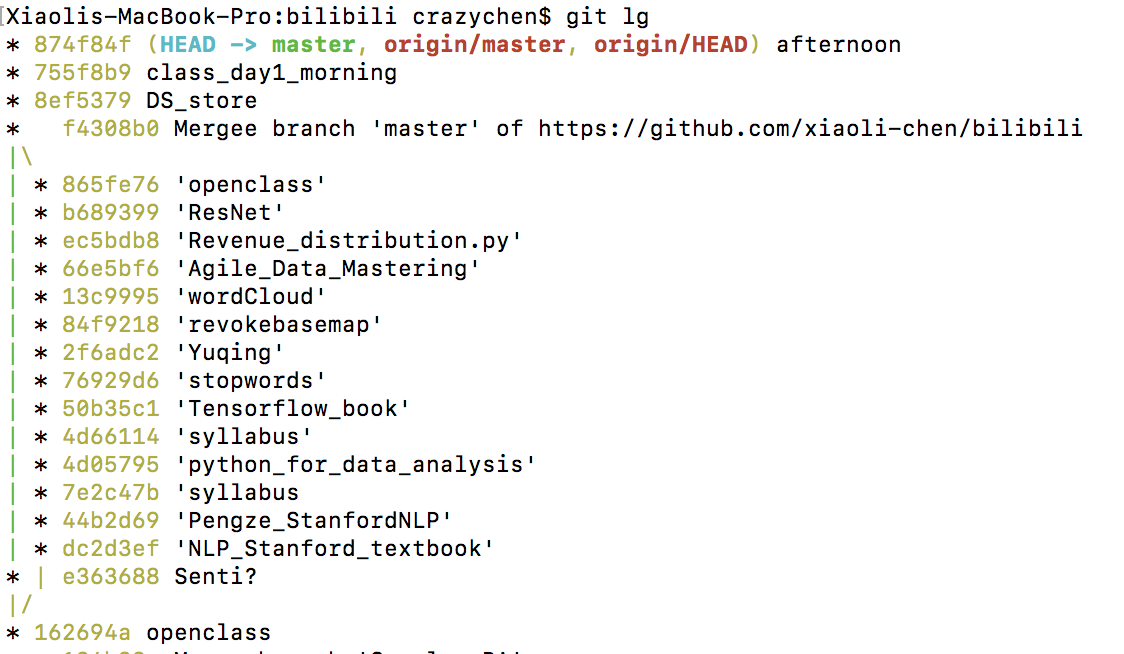 [Xiaolis-MacBook-Pro:bilibili crazychen$ git lg
* 874f84f (HEAD -> master, origin/master, origin/HEAD) afternoon
* 755f8b9 class_day1_morning
* 8ef5379 DS_store
*   f4308b0 Mergee branch 'master' of https://github.com/xiaoli-chen/bilibili
|\
| * 865fe76 'openclass'
| * b689399 'ResNet'
| * ec5bdb8 'Revenue_distribution.py'
| * 66e5bf6 'Agile_Data_Mastering'
| * 13c9995 'wordCloud'
| * 84f9218 'revokebasemap'
| * 2f6adc2 'Yuqing'
| * 76929d6 'stopwords'
| * 50b35c1 'Tensorflow_book'
| * 4d66114 'syllabus'
| * 4d05795 'python_for_data_analysis'
| * 7e2c47b 'syllabus
| * 44b2d69 'Pengze_StanfordNLP'
| * dc2d3ef 'NLP_Stanford_textbook'
* | e363688 Senti?
|/
* 162694a openclass